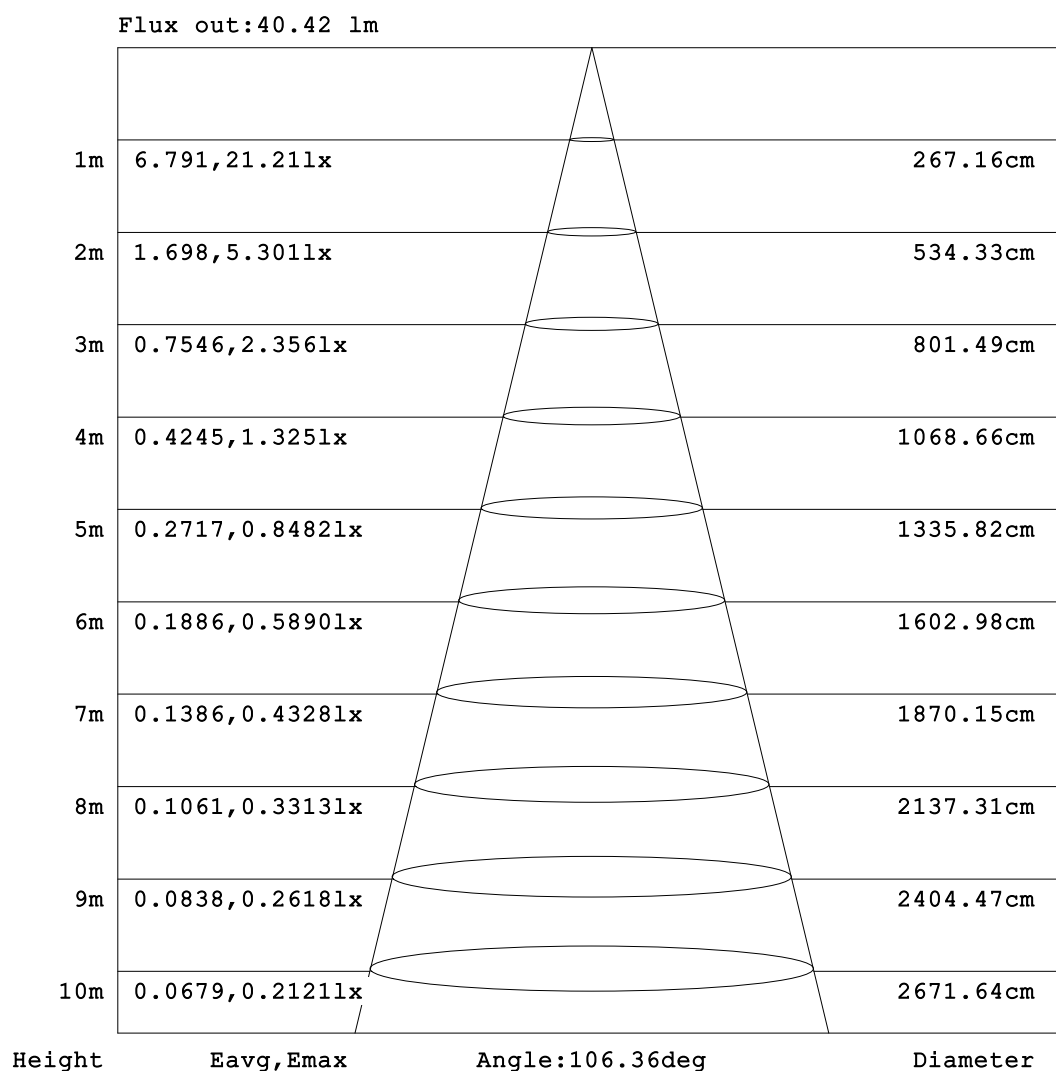 Flux out:40.42 lm
1m 6.791,21.21lx 267.16cm
2m 1.698,5.301lx 534.33cm
3m 0.7546,2.356lx 801.49cm
4m 0.4245,1.325lx 1068.66cm
5m 0.2717,0.8482lx 1335.82cm
6m 0.1886,0.5890lx 1602.98cm
7m 0.1386,0.4328lx 1870.15cm
8m 0.1061,0.3313lx 2137.31cm
9m 0.0838,0.2618lx 2404.47cm
10m 0.0679,0.2121lx 2671.64cm
Height Eavg,Emax Angle:106.36deg Diameter